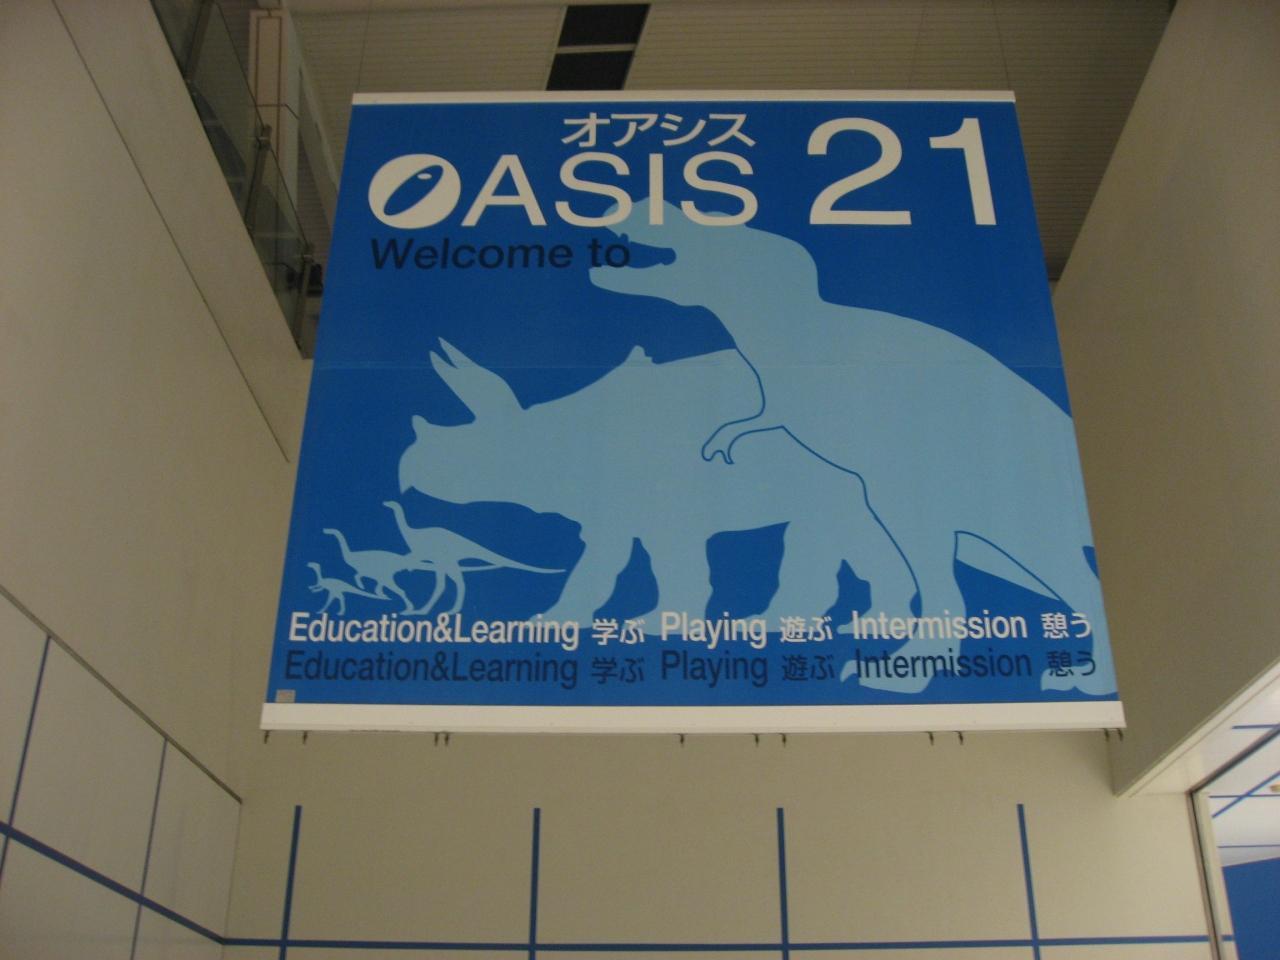 オアシス
OASIS 21
Welcome to
Education&Learning 学ぶ Playing 遊ぶ Intermission 憩う
Education&Learning 学ぶ Playing 遊ぶ Intermission 憩う